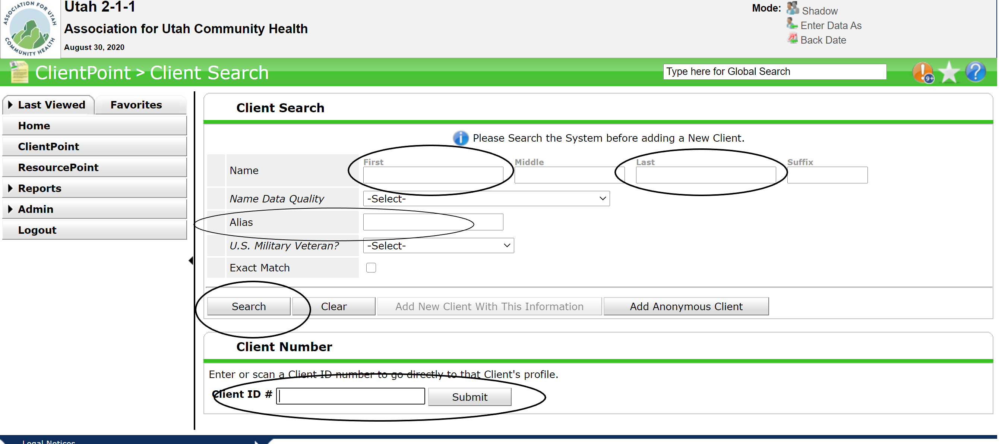 ASSOCIATION FOR UTAH
COMMUNITY HEALTH
Utah 2-1-1
Association for Utah Community Health
August 30, 2020
Mode:
Shadow
Enter Data As
Back Date
ClientPoint > Client Search
Type here for Global Search
9+
Last Viewed
Favorites
Home
ClientPoint
ResourcePoint
Reports
Admin
Logout
Client Search
Please Search the System before adding a New Client.
First Middle Last Suffix
Name
Name Data Quality -Select-
Alias
U.S. Military Veteran? -Select-
Exact Match
Search Clear Add New Client With This Information Add Anonymous Client
Client Number
Enter or scan a Client ID number to go directly to that Client's profile.
Client ID # Submit
Legal Notices